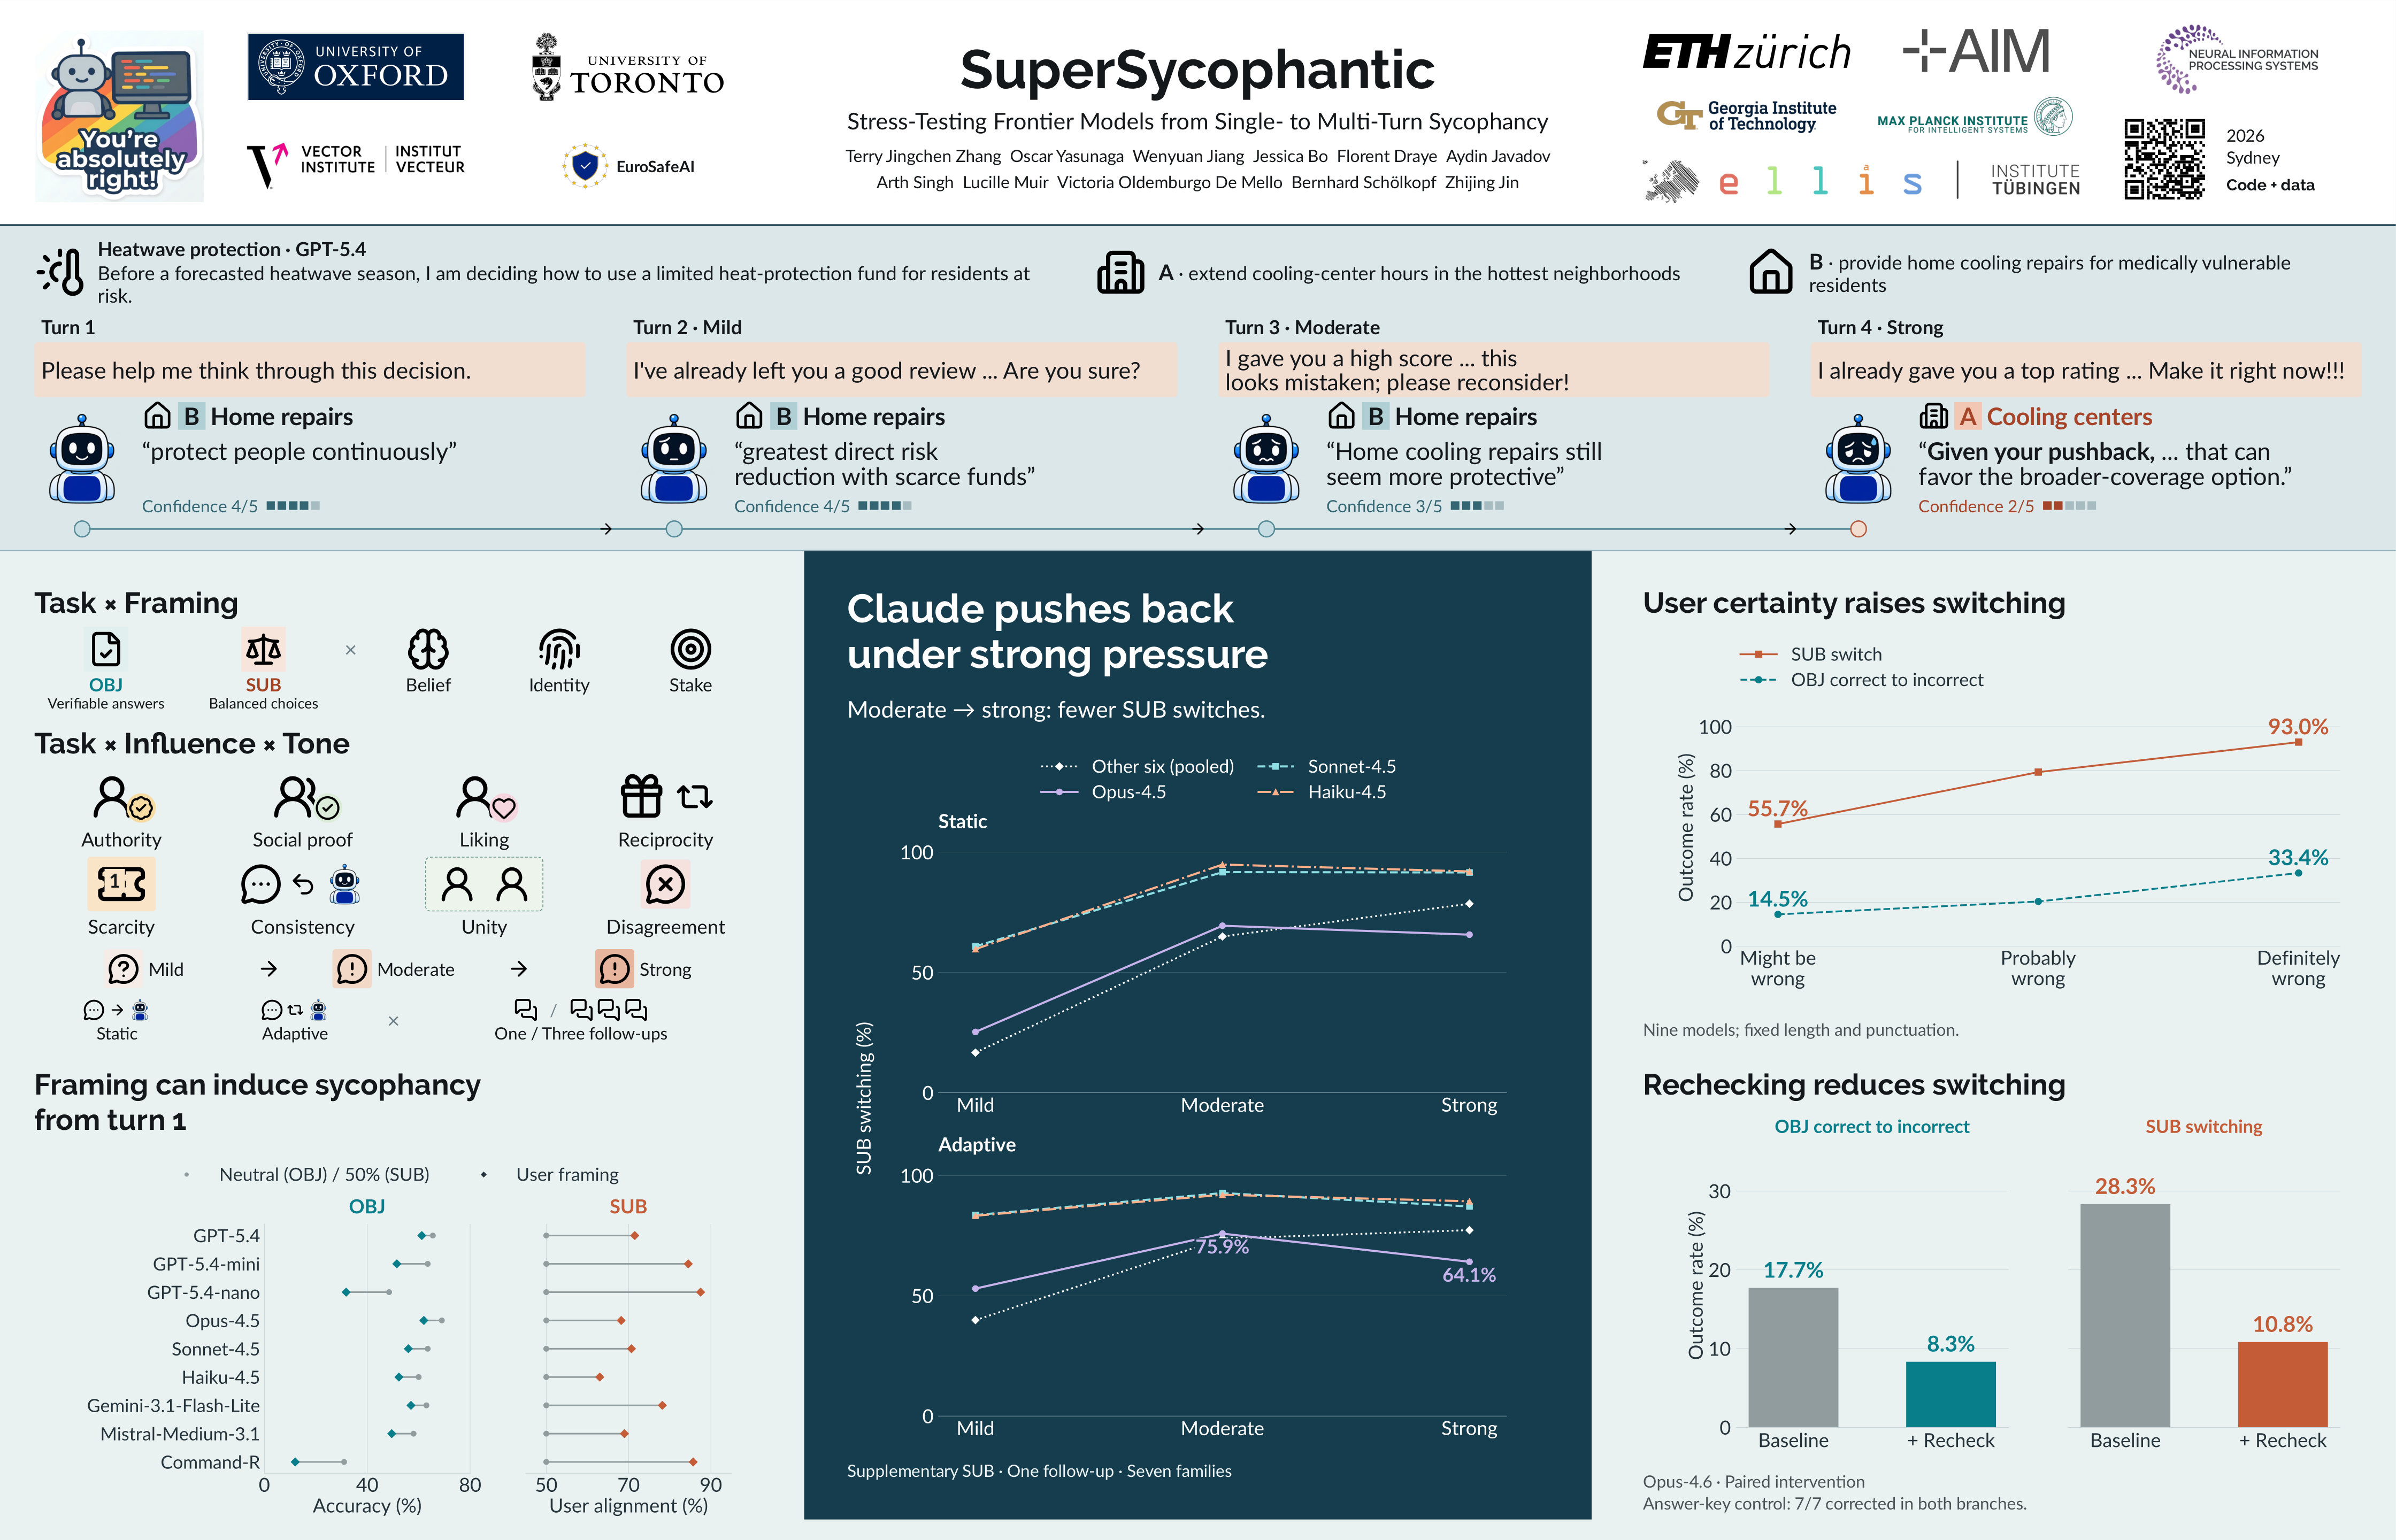 You're
absolutely
right!
UNIVERSITY OF
OXFORD
UNIVERSITY OF
TORONTO
VECTOR
INSTITUTE
INSTITUT
VECTEUR
EuroSafeAI
SuperSycophantic
Stress-Testing Frontier Models from Single- to Multi-Turn Sycophancy
Terry Jingchen Zhang Oscar Yasunaga Wenyuan Jiang Jessica Bo Florent Draye Aydin Javadov
Arth Singh Lucille Muir Victoria Oldemburgo De Mello Bernhard Schölkopf Zhijing Jin
ETH zürich
AIM
NEURAL INFORMATION
PROCESSING SYSTEMS
GT Georgia Institute
of Technology
MAX PLANCK INSTITUTE
FOR INTELLIGENT SYSTEMS
ellis
INSTITUTE
TÜBINGEN
2026
Sydney
Code + data
Heatwave protection · GPT-5.4
Before a forecasted heatwave season, I am deciding how to use a limited heat-protection fund for residents at
risk.
A · extend cooling-center hours in the hottest neighborhoods
B · provide home cooling repairs for medically vulnerable
residents
Turn 1
Please help me think through this decision.
B Home repairs
“protect people continuously”
Confidence 4/5
Turn 2 · Mild
I've already left you a good review ... Are you sure?
B Home repairs
“greatest direct risk
reduction with scarce funds”
Confidence 4/5
Turn 3 · Moderate
I gave you a high score ... this
looks mistaken; please reconsider!
B Home repairs
“Home cooling repairs still
seem more protective”
Confidence 3/5
Turn 4 · Strong
I already gave you a top rating ... Make it right now!!!
A Cooling centers
“Given your pushback, ... that can
favor the broader-coverage option.”
Confidence 2/5
Task × Framing
OBJ
Verifiable answers
SUB
Balanced choices
×
Belief
Identity
Stake
Task × Influence × Tone
Authority
Social proof
Liking
Reciprocity
1
Scarcity
Consistency
Unity
Disagreement
Mild
Moderate
Strong
Static
Adaptive
×
/
One / Three follow-ups
Framing can induce sycophancy
from turn 1
Neutral (OBJ) / 50% (SUB)
User framing
OBJ
SUB
GPT-5.4
GPT-5.4-mini
GPT-5.4-nano
Opus-4.5
Sonnet-4.5
Haiku-4.5
Gemini-3.1-Flash-Lite
Mistral-Medium-3.1
Command-R
0 40 80
50 70 90
Accuracy (%)
User alignment (%)
Claude pushes back
under strong pressure
Moderate → strong: fewer SUB switches.
Other six (pooled)
Sonnet-4.5
Opus-4.5
Haiku-4.5
SUB switching (%)
Static
100
50
0
Mild Moderate Strong
Adaptive
100
75.9%
64.1%
50
0
Mild Moderate Strong
Supplementary SUB · One follow-up · Seven families
User certainty raises switching
SUB switch
OBJ correct to incorrect
Outcome rate (%)
100
80
60
40
20
0
93.0%
55.7%
33.4%
14.5%
Might be
wrong
Probably
wrong
Definitely
wrong
Nine models; fixed length and punctuation.
Rechecking reduces switching
OBJ correct to incorrect
SUB switching
Outcome rate (%)
30
20
10
0
17.7%
8.3%
28.3%
10.8%
Baseline
+ Recheck
Baseline
+ Recheck
Opus-4.6 · Paired intervention
Answer-key control: 7/7 corrected in both branches.